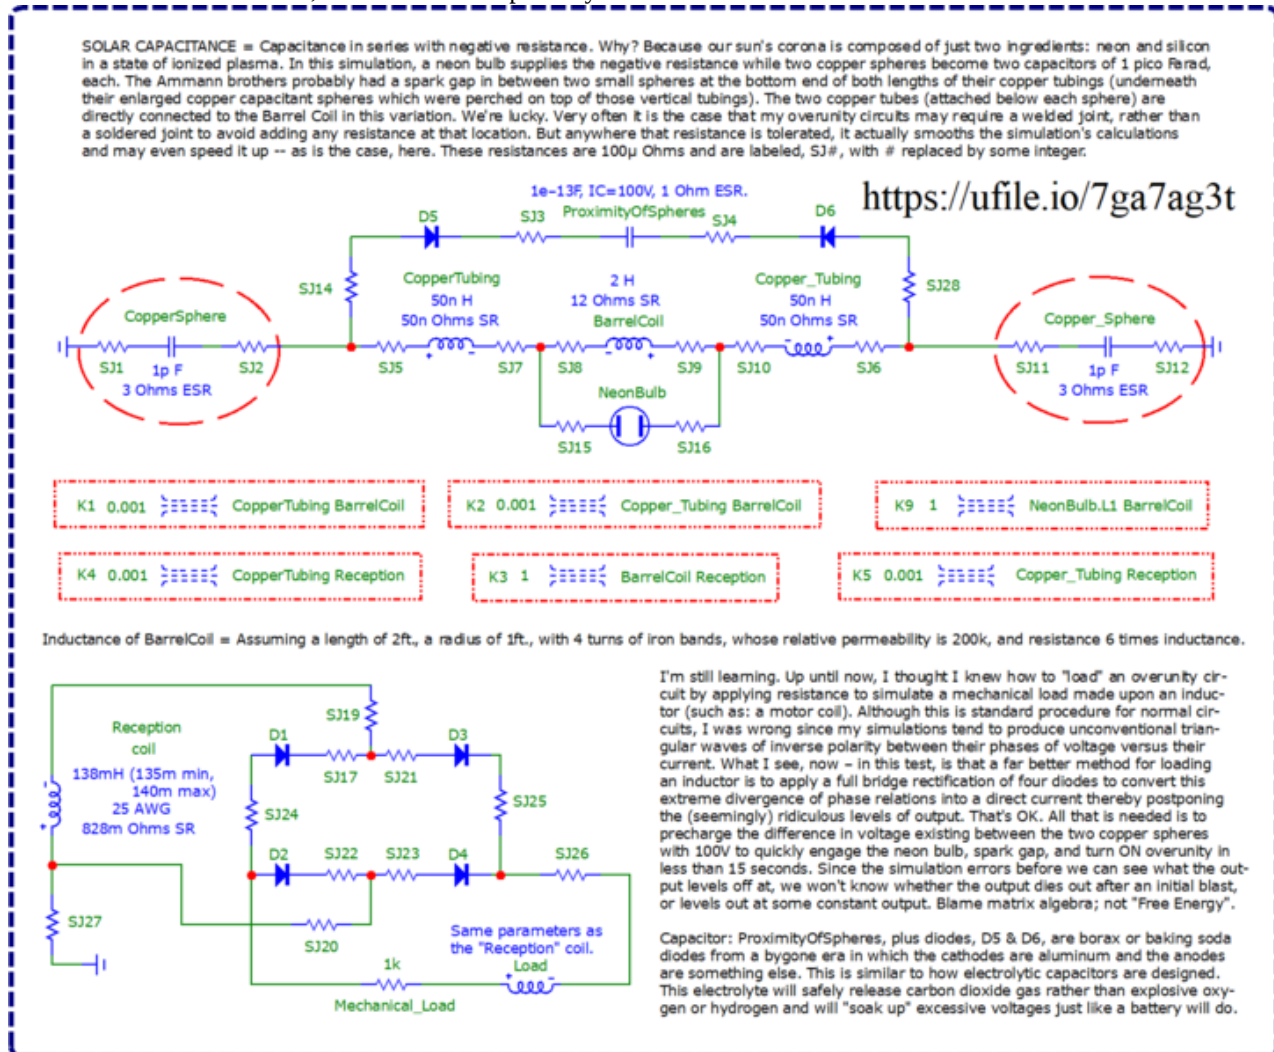 SOLAR CAPACITANCE = Capacitance in series with negative resistance. Why? Because our sun's corona is composed of just two ingredients: neon and silicon
in a state of ionized plasma. In this simulation, a neon bulb supplies the negative resistance while two copper spheres become two capacitors of 1 pico Farad,
each. The Ammann brothers probably had a spark gap in between two small spheres at the bottom end of both lengths of their copper tubings (underneath
their enlarged copper capacitant spheres which were perched on top of those vertical tubings). The two copper tubes (attached below each sphere) are
directly connected to the Barrel Coil in this variation. We're lucky. Very often it is the case that my overunity circuits may require a welded joint, rather than
a soldered joint to avoid adding any resistance at that location. But anywhere that resistance is tolerated, it actually smooths the simulation's calculations
and may even speed it up -- as is the case, here. These resistances are 100µ Ohms and are labeled, SJ#, with # replaced by some integer.
https://ufile.io/7ga7ag3t
1e-13F, IC=100V, 1 Ohm ESR.
D5
SJ3
ProximityOfSpheres
SJ4
D6
SJ14
CopperTubing
50n H
50n Ohms SR
2 H
12 Ohms SR
BarrelCoil
Copper_Tubing
50n H
50n Ohms SR
SJ28
CopperSphere
Copper_Sphere
SJ1
1p F
3 Ohms ESR
SJ2
SJ5
SJ7
SJ8
SJ9
SJ10
SJ6
SJ11
1p F
3 Ohms ESR
SJ12
NeonBulb
SJ15
SJ16
K1 0.001 CopperTubing BarrelCoil
K2 0.001 Copper_Tubing BarrelCoil
K9 1 NeonBulb.L1 BarrelCoil
K4 0.001 CopperTubing Reception
K3 1 BarrelCoil Reception
K5 0.001 Copper_Tubing Reception
Inductance of BarrelCoil = Assuming a length of 2ft., a radius of 1ft., with 4 turns of iron bands, whose relative permeability is 200k, and resistance 6 times inductance.
Reception
coil
138mH (135m min,
140m max)
25 AWG
828m Ohms SR
SJ19
D1
SJ17
SJ21
D3
SJ24
SJ25
D2
SJ22
SJ23
D4
SJ26
SJ27
SJ20
Same parameters as
the "Reception" coil.
1k
Load
Mechanical_Load
I'm still learning. Up until now, I thought I knew how to "load" an overunity cir-
cuit by applying resistance to simulate a mechanical load made upon an induc-
tor (such as: a motor coil). Although this is standard procedure for normal cir-
cuits, I was wrong since my simulations tend to produce unconventional trian-
gular waves of inverse polarity between their phases of voltage versus their
current. What I see, now – in this test, is that a far better method for loading
an inductor is to apply a full bridge rectification of four diodes to convert this
extreme divergence of phase relations into a direct current thereby postponing
the (seemingly) ridiculous levels of output. That's OK. All that is needed is to
precharge the difference in voltage existing between the two copper spheres
with 100V to quickly engage the neon bulb, spark gap, and turn ON overunity in
less than 15 seconds. Since the simulation errors before we can see what the out-
put levels off at, we won't know whether the output dies out after an initial blast,
or levels out at some constant output. Blame matrix algebra; not "Free Energy".
Capacitor: ProximityOfSpheres, plus diodes, D5 & D6, are borax or baking soda
diodes from a bygone era in which the cathodes are aluminum and the anodes
are something else. This is similar to how electrolytic capacitors are designed.
This electrolyte will safely release carbon dioxide gas rather than explosive oxy-
gen or hydrogen and will "soak up" excessive voltages just like a battery will do.